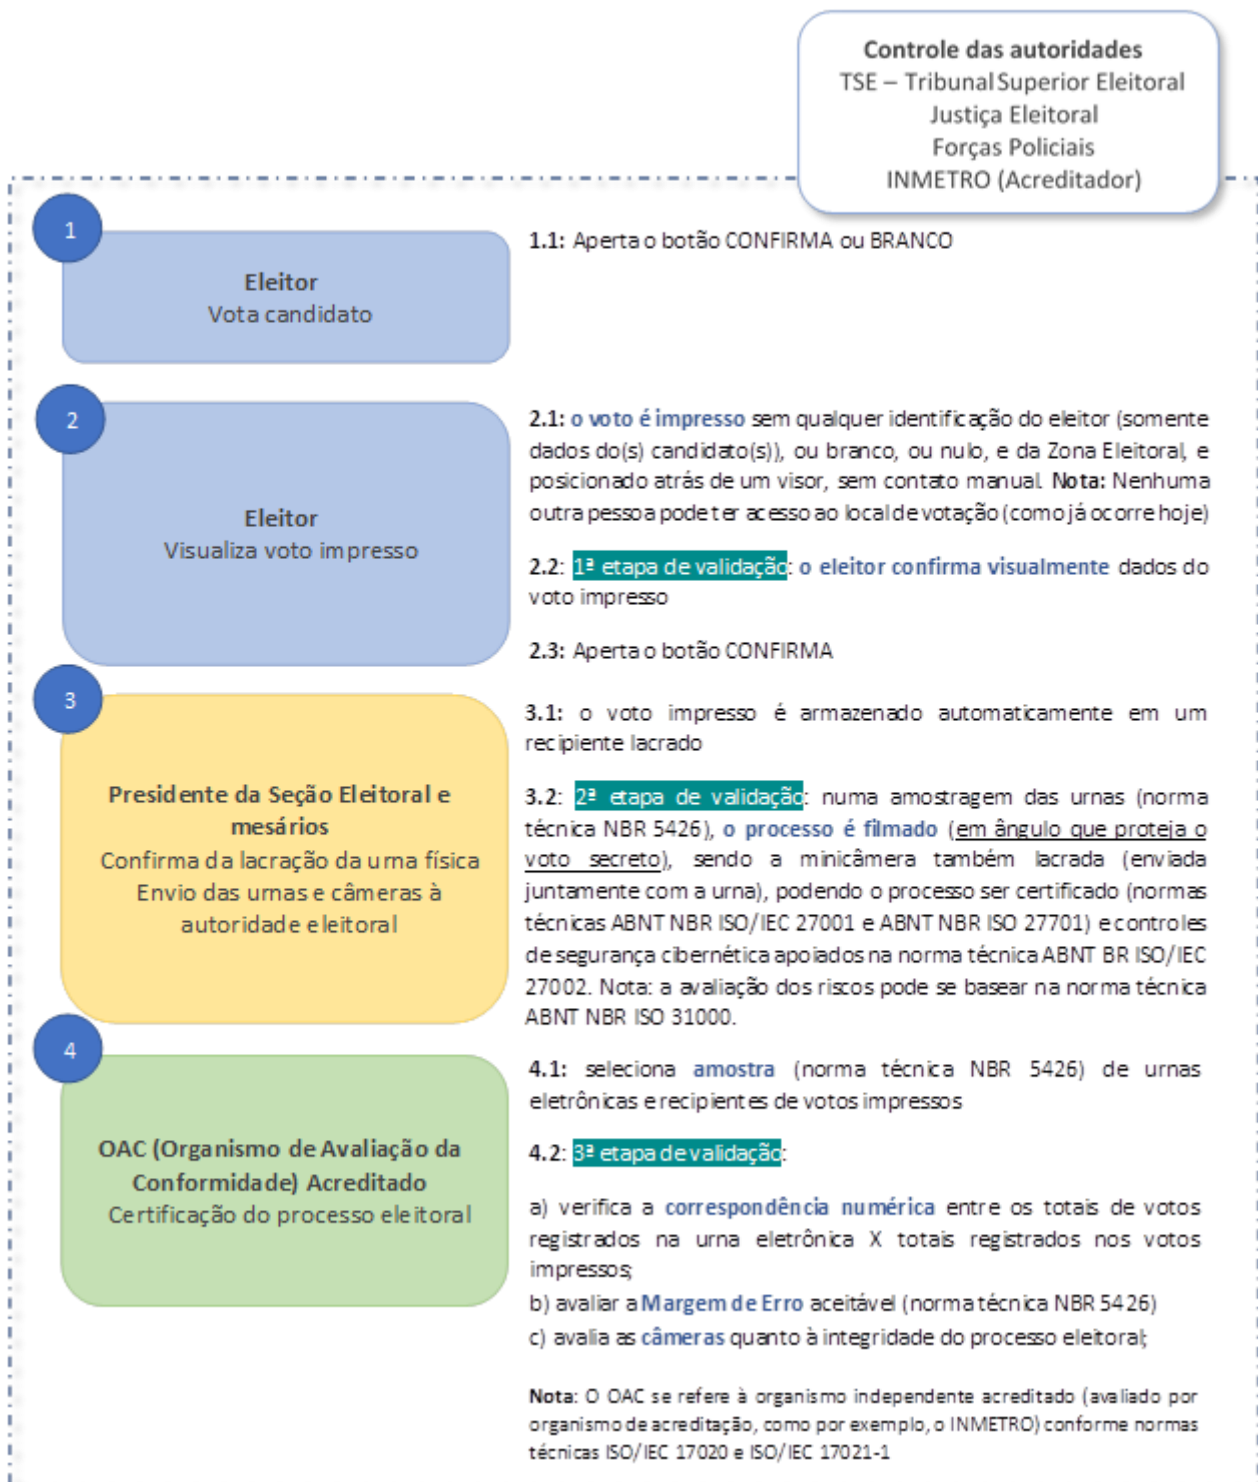 Controle das autoridades
TSE – Tribunal Superior Eleitoral
Justiça Eleitoral
Forças Policiais
INMETRO (Acreditador)
1
Eleitor
Vota candidato
1.1: Aperta o botão CONFIRMA ou BRANCO
2
Eleitor
Visualiza voto impresso
2.1: o voto é impresso sem qualquer identificação do eleitor (somente
dados do(s) candidato(s)), ou branco, ou nulo, e da Zona Eleitoral, e
posicionado atrás de um visor, sem contato manual. Nota: Nenhuma
outra pessoa pode ter acesso ao local de votação (como já ocorre hoje)
2.2: 1ª etapa de validação: o eleitor confirma visualmente dados do
voto impresso
2.3: Aperta o botão CONFIRMA
3
Presidente da Seção Eleitoral e
mesários
Confirma da lacração da urna física
Envio das urnas e câmeras à
autoridade eleitoral
3.1: o voto impresso é armazenado automaticamente em um
recipiente lacrado
3.2: 2ª etapa de validação: numa amostragem das urnas (norma
técnica NBR 5426), o processo é filmado (em ângulo que proteja o
voto secreto), sendo a minicâmera também lacrada (enviada
juntamente com a urna), podendo o processo ser certificado (normas
técnicas ABNT NBR ISO/IEC 27001 e ABNT NBR ISO 27701) e controles
de segurança cibernética apoiados na norma técnica ABNT BR ISO/IEC
27002. Nota: a avaliação dos riscos pode se basear na norma técnica
ABNT NBR ISO 31000.
4
OAC (Organismo de Avaliação da
Conformidade) Acreditado
Certificação do processo eleitoral
4.1: seleciona amostra (norma técnica NBR 5426) de urnas
eletrônicas e recipientes de votos impressos
4.2: 3ª etapa de validação:
a) verifica a correspondência numérica entre os totais de votos
registrados na urna eletrônica X totais registrados nos votos
impressos;
b) avaliar a Margem de Erro aceitável (norma técnica NBR 5426)
c) avalia as câmeras quanto à integridade do processo eleitoral;
Nota: O OAC se refere à organismo independente acreditado (avaliado por
organismo de acreditação, como por exemplo, o INMETRO) conforme normas
técnicas ISO/IEC 17020 e ISO/IEC 17021-1